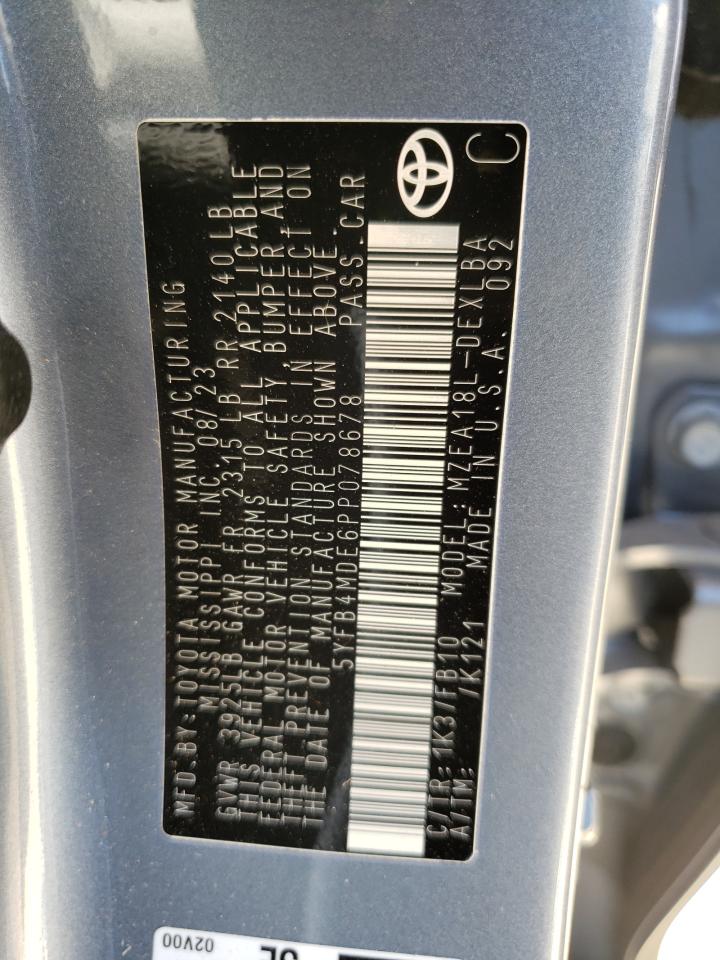 MFD.BY:TOYOTA MOTOR MANUFACTURING
MISSISSIPPI INC. 08/23
GVWR 3925LB GAWR FR 2315 LB RR 2140LB
THIS VEHICLE CONFORMS TO ALL APPLICABLE
FEDERAL MOTOR VEHICLE SAFETY BUMPER AND
THEFT PREVENTION STANDARDS IN EFFECT ON
THE DATE OF MANUFACTURE SHOWN ABOVE.
5YFB4MDE6PP078678 PASS.CAR
C/TR: 1K3/FB10 MODEL: MZEA18L-DEXLBA
A/TM: /K121 MADE IN U.S.A. 092
C
02V00